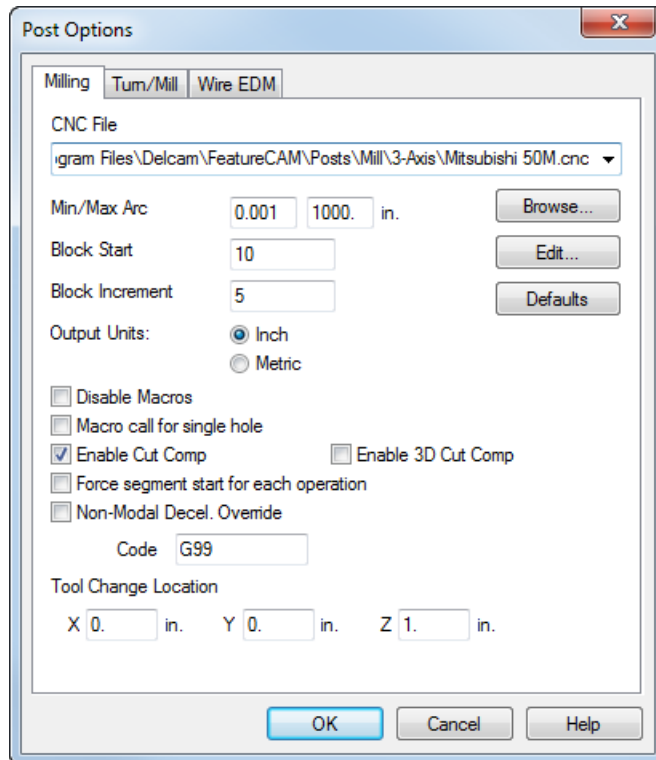 Post Options
Milling Turn/Mill Wire EDM
CNC File
ogram Files\Delcam\FeatureCAM\Posts\Mill\3-Axis\Mitsubishi 50M.cnc
Min/Max Arc 0.001 1000. in. Browse...
Block Start 10 Edit...
Block Increment 5 Defaults
Output Units: Inch
Metric
Disable Macros
Macro call for single hole
Enable Cut Comp Enable 3D Cut Comp
Force segment start for each operation
Non-Modal Decel. Override
Code G99
Tool Change Location
X 0. in. Y 0. in. Z 1. in.
OK Cancel Help